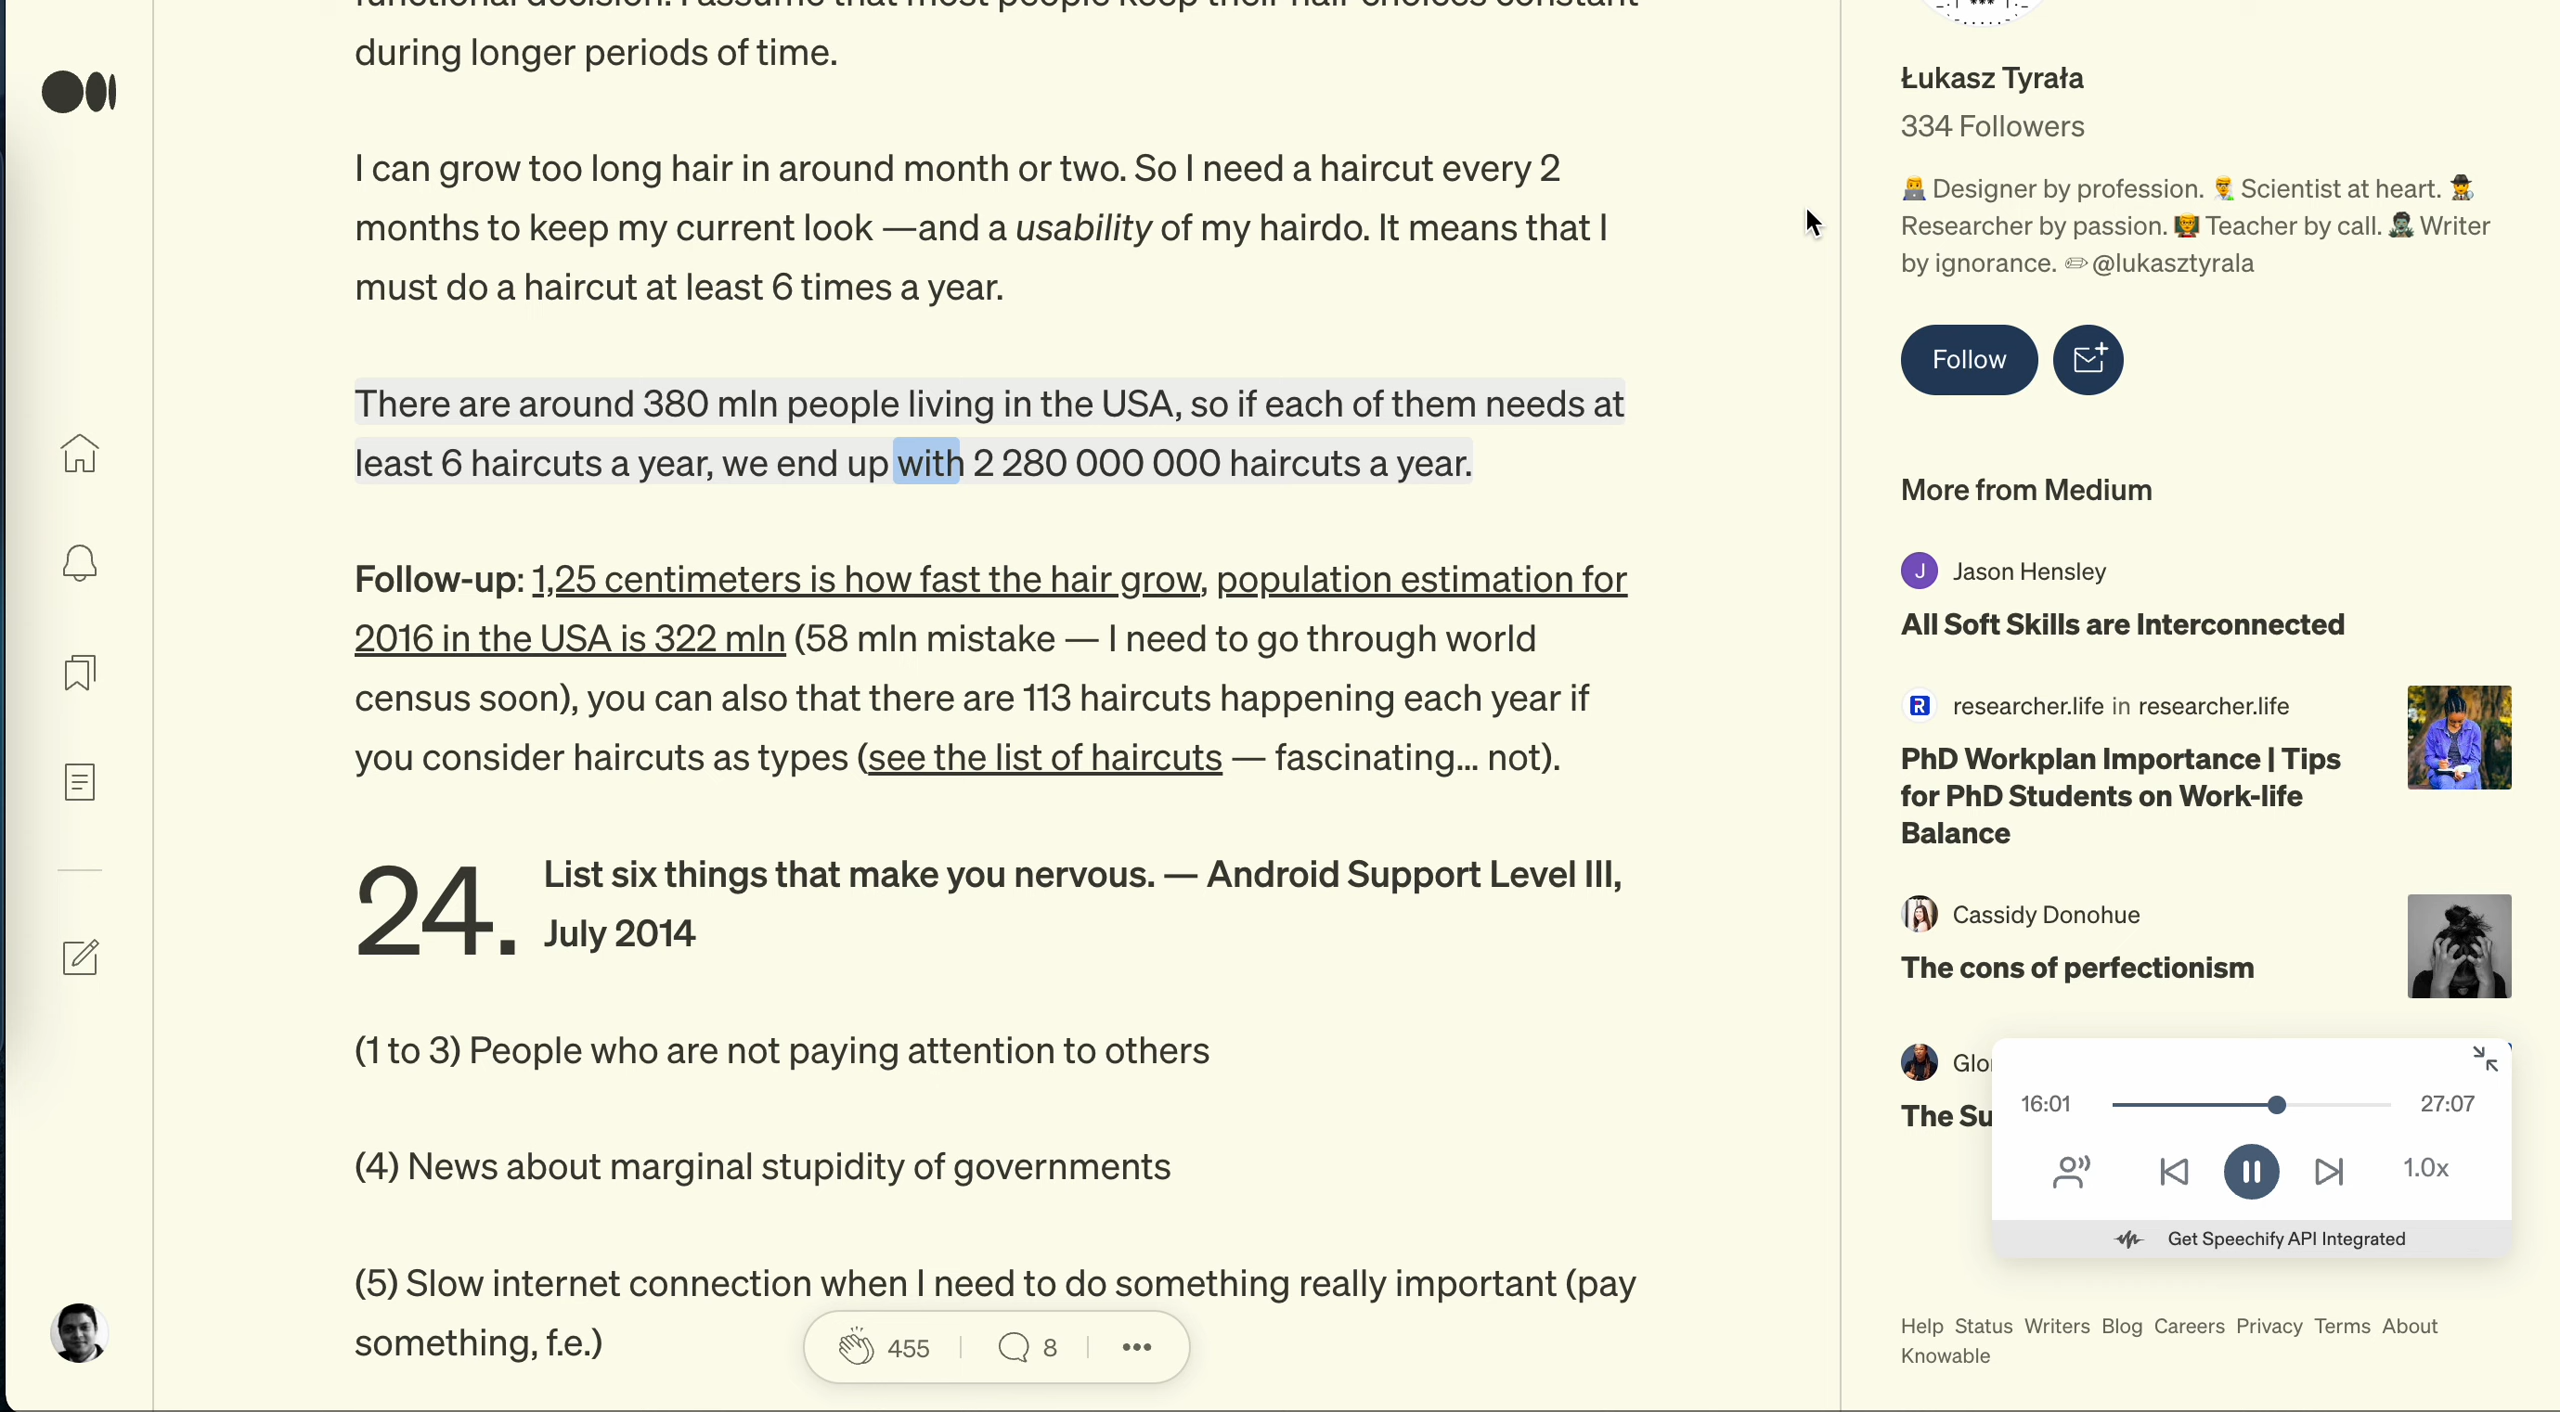 during longer periods of time.
I can grow too long hair in around month or two. So I need a haircut every 2
months to keep my current look —and a usability of my hairdo. It means that I
must do a haircut at least 6 times a year.
There are around 380 mln people living in the USA, so if each of them needs at
least 6 haircuts a year, we end up with 2 280 000 000 haircuts a year.
Follow-up: 1,25 centimeters is how fast the hair grow, population estimation for
2016 in the USA is 322 mln (58 mln mistake — I need to go through world
census soon), you can also that there are 113 haircuts happening each year if
you consider haircuts as types (see the list of haircuts — fascinating... not).
24. List six things that make you nervous. — Android Support Level III,
July 2014
(1 to 3) People who are not paying attention to others
(4) News about marginal stupidity of governments
(5) Slow internet connection when I need to do something really important (pay
something, f.e.)
455
8
Łukasz Tyrała
334 Followers
👨‍💻 Designer by profession. 👨‍🔬 Scientist at heart. 🕵️
Researcher by passion. 👨‍🏫 Teacher by call. 🧟 Writer
by ignorance. ✏ @lukasztyrala
Follow
More from Medium
J Jason Hensley
All Soft Skills are Interconnected
R researcher.life in researcher.life
PhD Workplan Importance | Tips
for PhD Students on Work-life
Balance
Cassidy Donohue
The cons of perfectionism
Glo
The Su
16:01
27:07
1.0x
Get Speechify API Integrated
Help Status Writers Blog Careers Privacy Terms About
Knowable